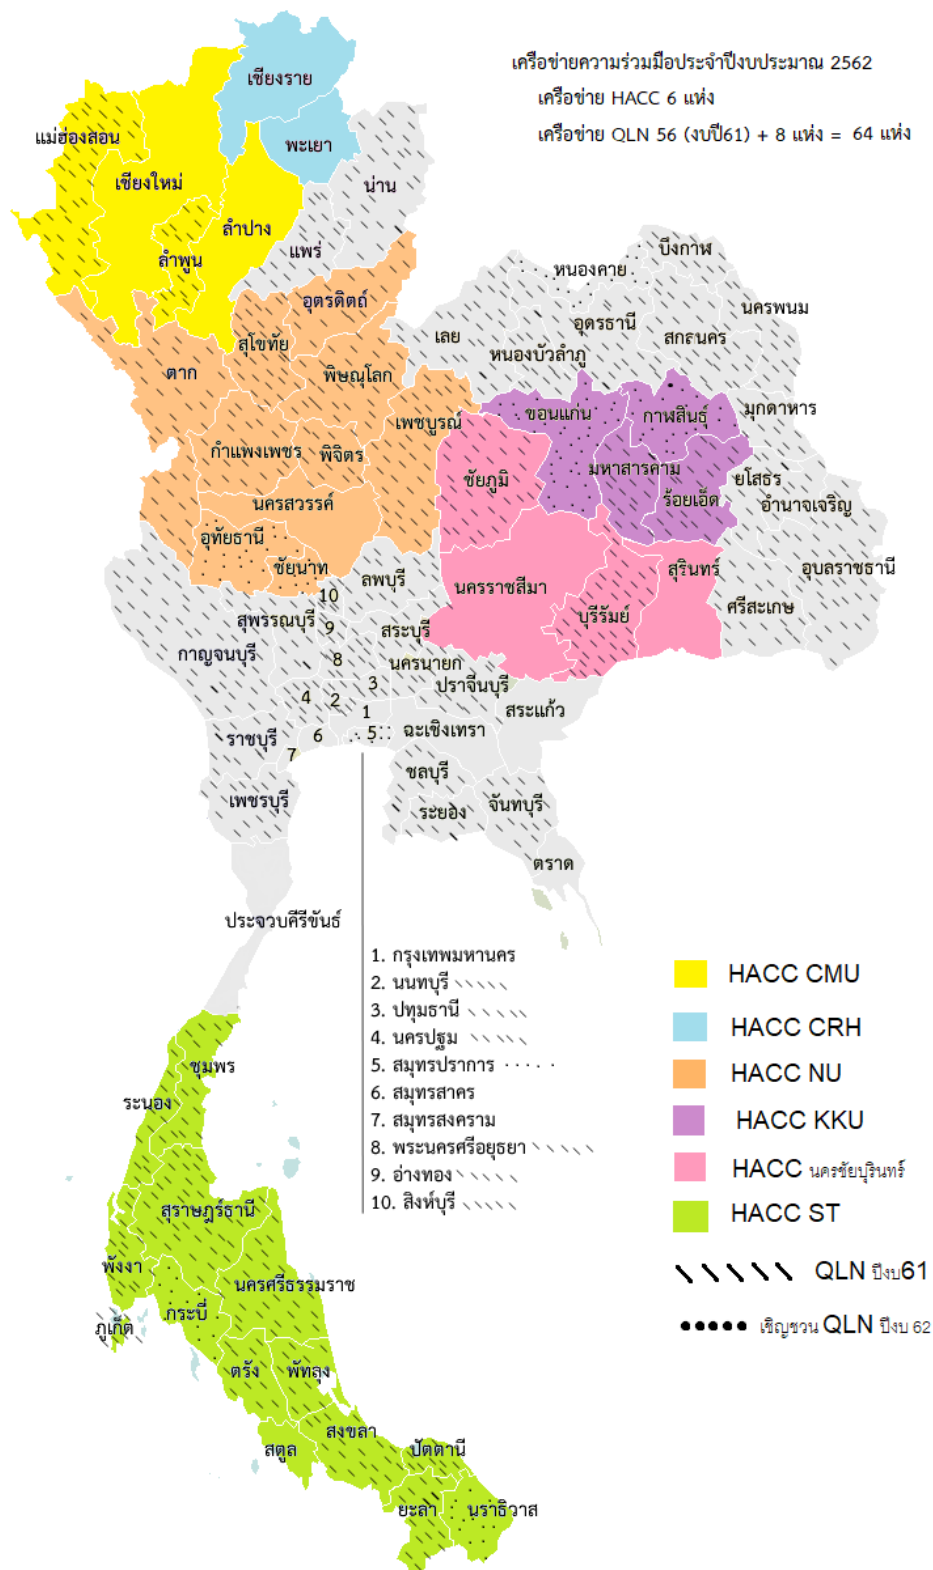 เครือข่ายความร่วมมือประจำปีงบประมาณ 2562
เครือข่าย HACC 6 แห่ง
เครือข่าย QLN 56 (งบปี61) + 8 แห่ง = 64 แห่ง
เชียงราย
แม่ฮ่องสอน
พะเยา
เชียงใหม่
น่าน
ลำปาง
ลำพูน
แพร่
บึงกาฬ
หนองคาย
อุตรดิตถ์
นครพนม
อุดรธานี
เลย
สกลนคร
สุโขทัย
หนองบัวลำภู
ตาก
พิษณุโลก
มุกดาหาร
เพชบูรณ์
ขอนแก่น
กาฬสินธุ์
กำแพงเพชร
พิจิตร
มหาสารคาม
ชัยภูมิ
ยโสธร
ร้อยเอ็ด
อำนาจเจริญ
นครสวรรค์
อุทัยธานี
ชัยนาท
ลพบุรี
สุรินทร์
อุบลราชธานี
นครราชสีมา
10
สุพรรณบุรี
9
สระบุรี
บุรีรัมย์
ศรีสะเกษ
กาญจนบุรี
8
นครนายก
3
ปราจีนบุรี
4
2
1
สระแก้ว
ราชบุรี
6
5
ฉะเชิงเทรา
7
ชลบุรี
เพชรบุรี
ระยอง
จันทบุรี
ตราด
ประจวบคีรีขันธ์
1. กรุงเทพมหานคร
2. นนทบุรี
3. ปทุมธานี
4. นครปฐม
5. สมุทรปราการ
6. สมุทรสาคร
7. สมุทรสงคราม
8. พระนครศรีอยุธยา
9. อ่างทอง
10. สิงห์บุรี
HACC CMU
HACC CRH
HACC NU
HACC KKU
HACC นครชัยบุรินทร์
HACC ST
QLN ปีงบ61
เชิญชวน QLN ปีงบ 62
ชุมพร
ระนอง
สุราษฎร์ธานี
พังงา
นครศรีธรรมราช
กระบี่
ภูเก็ต
ตรัง
พัทลุง
สงขลา
สตูล
ปัตตานี
ยะลา
นราธิวาส